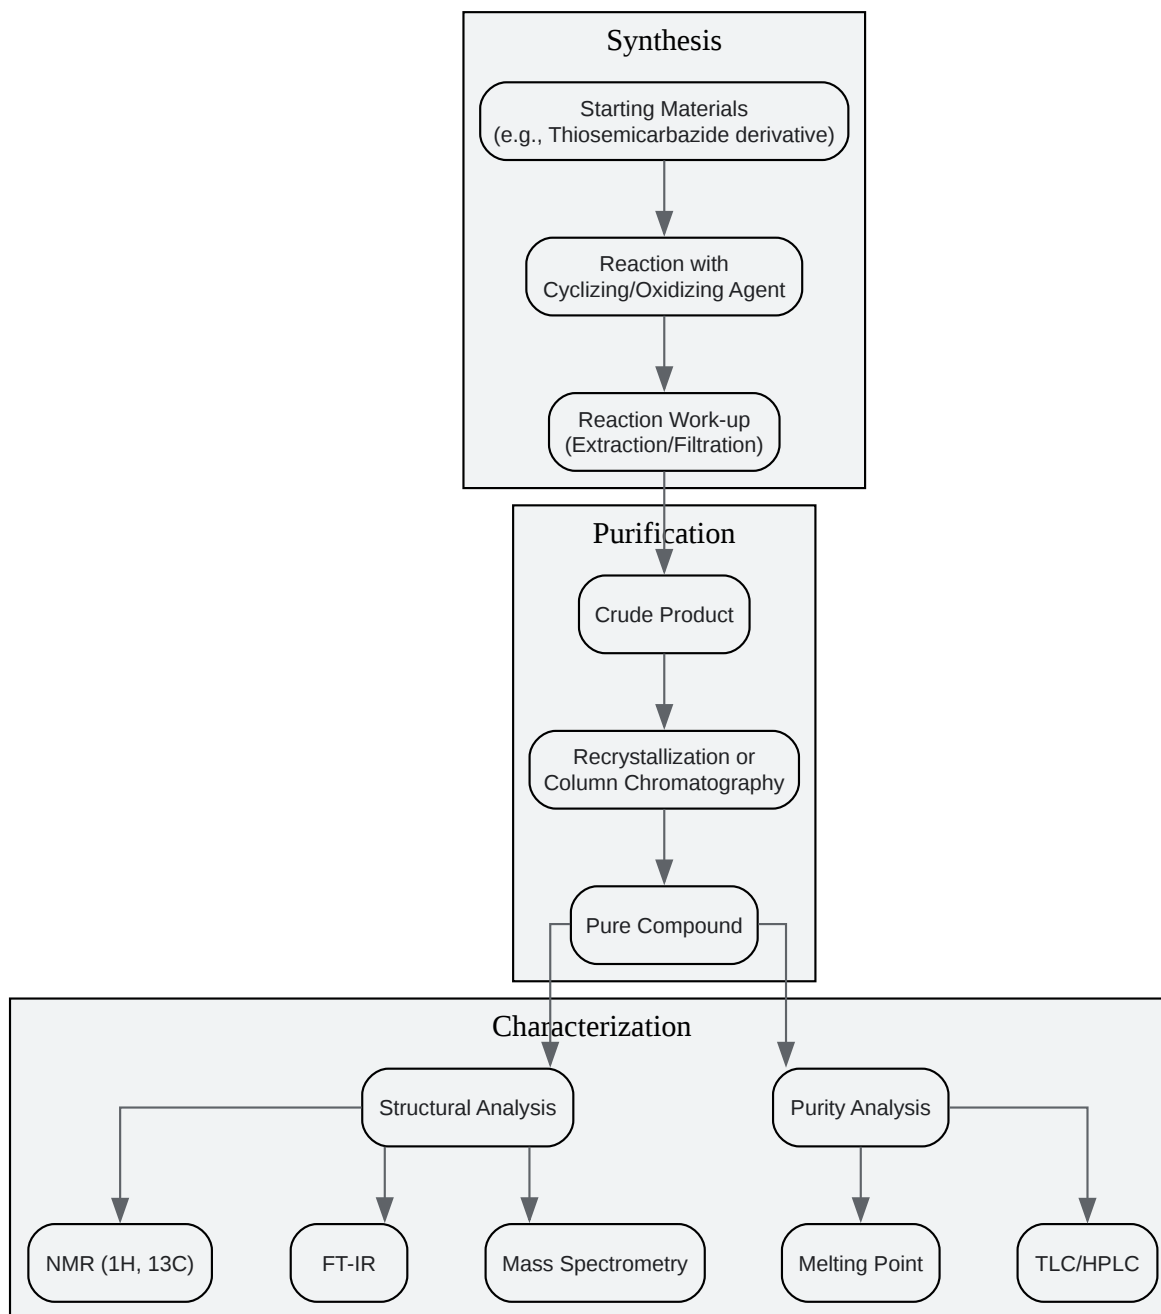 Synthesis
Starting Materials
(e.g., Thiosemicarbazide derivative)
Reaction with
Cyclizing/Oxidizing Agent
Reaction Work-up
(Extraction/Filtration)
Purification
Crude Product
Recrystallization or
Column Chromatography
Pure Compound
Characterization
Structural Analysis
Purity Analysis
NMR (1H, 13C)
FT-IR
Mass Spectrometry
Melting Point
TLC/HPLC